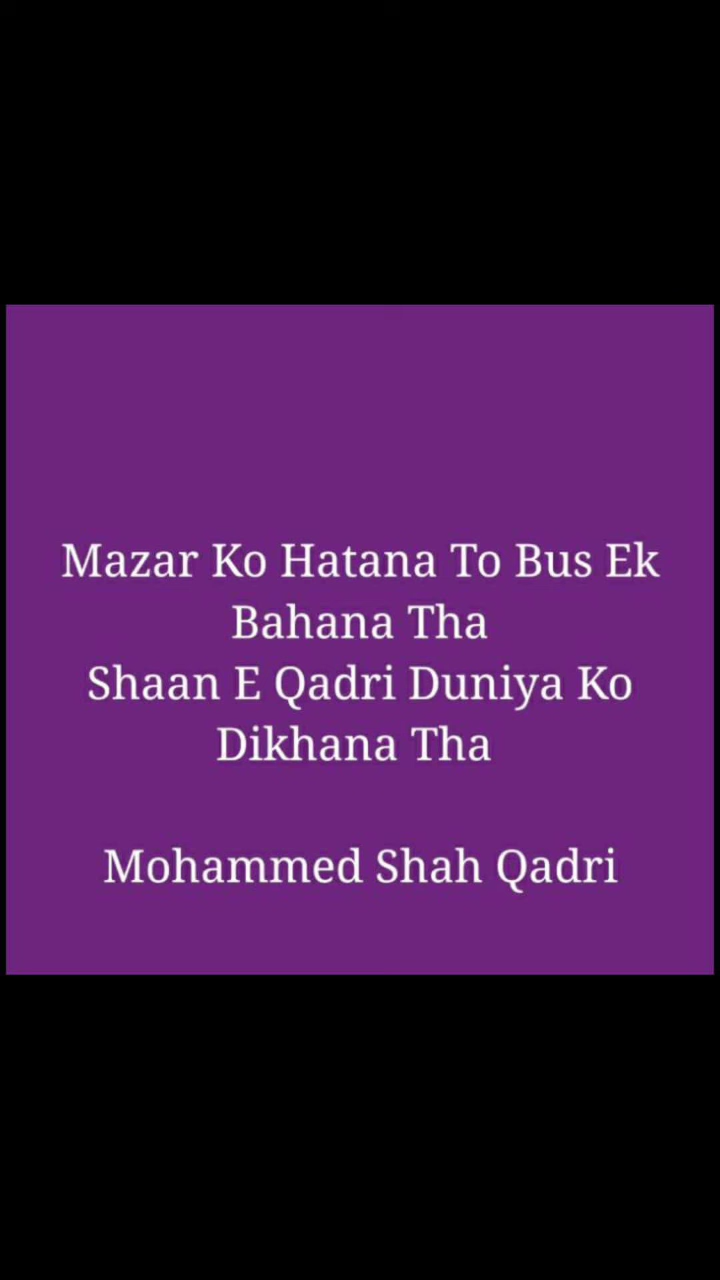 Mazar Ko Hatana To Bus Ek
Bahana Tha
Shaan E Qadri Duniya Ko
Dikhana Tha
Mohammed Shah Qadri